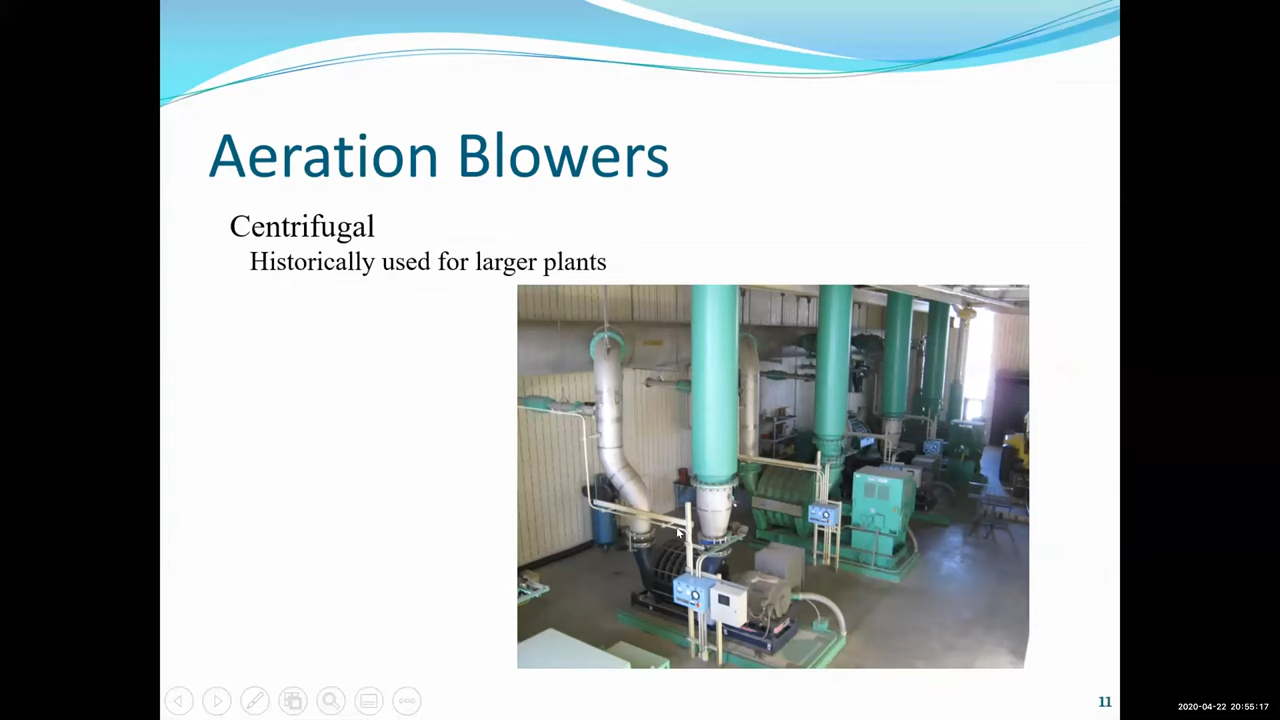 Aeration Blowers
Centrifugal
Historically used for larger plants
11
2020-04-22 20:55:17